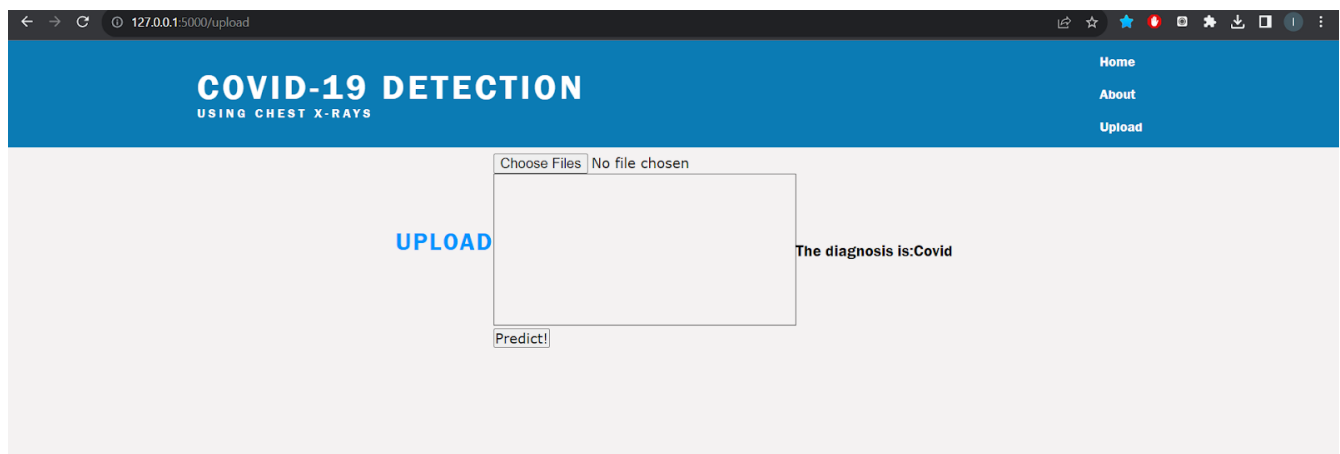 127.0.0.1:5000/upload
I
COVID-19 DETECTION
USING CHEST X-RAYS
Home
About
Upload
Choose Files No file chosen
UPLOAD
The diagnosis is:Covid
Predict!